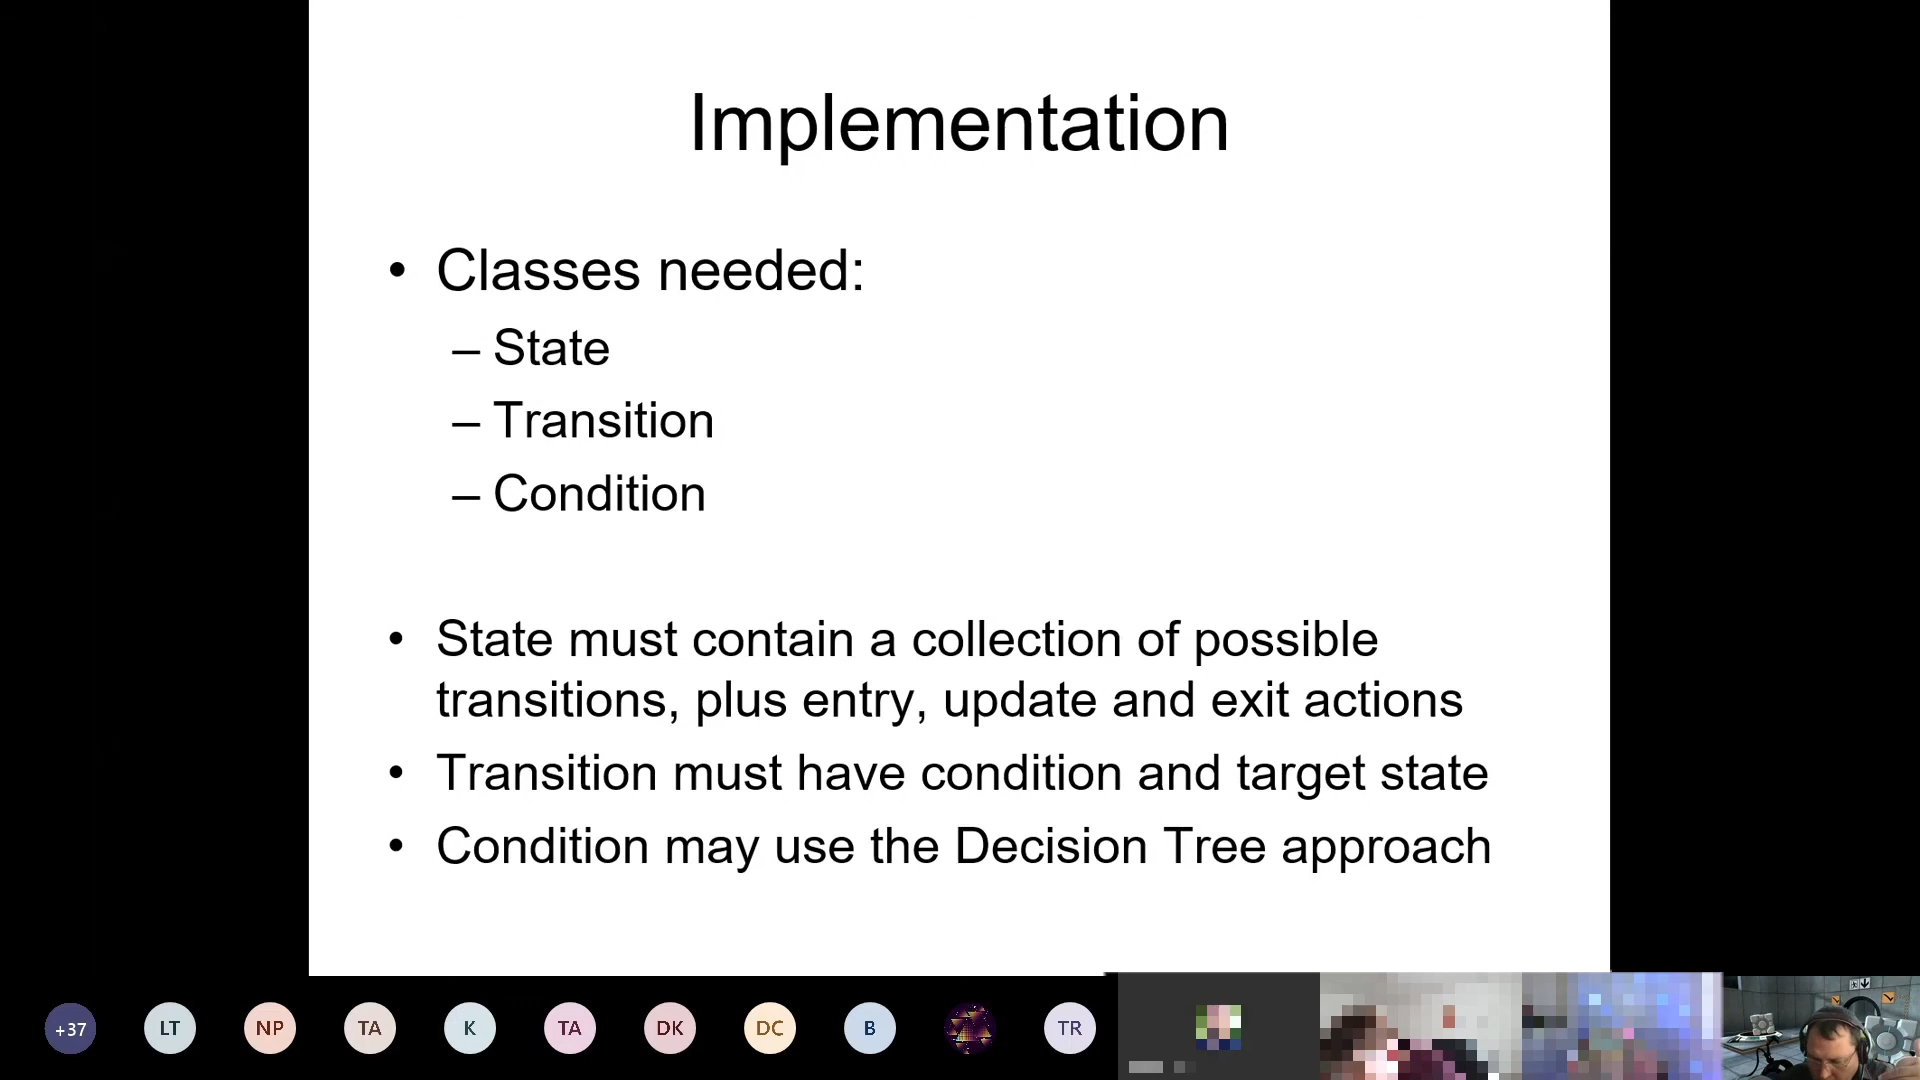 Implementation
• Classes needed:
– State
– Transition
– Condition
• State must contain a collection of possible
transitions, plus entry, update and exit actions
• Transition must have condition and target state
• Condition may use the Decision Tree approach
+37 LT NP TA K TA DK DC B TR